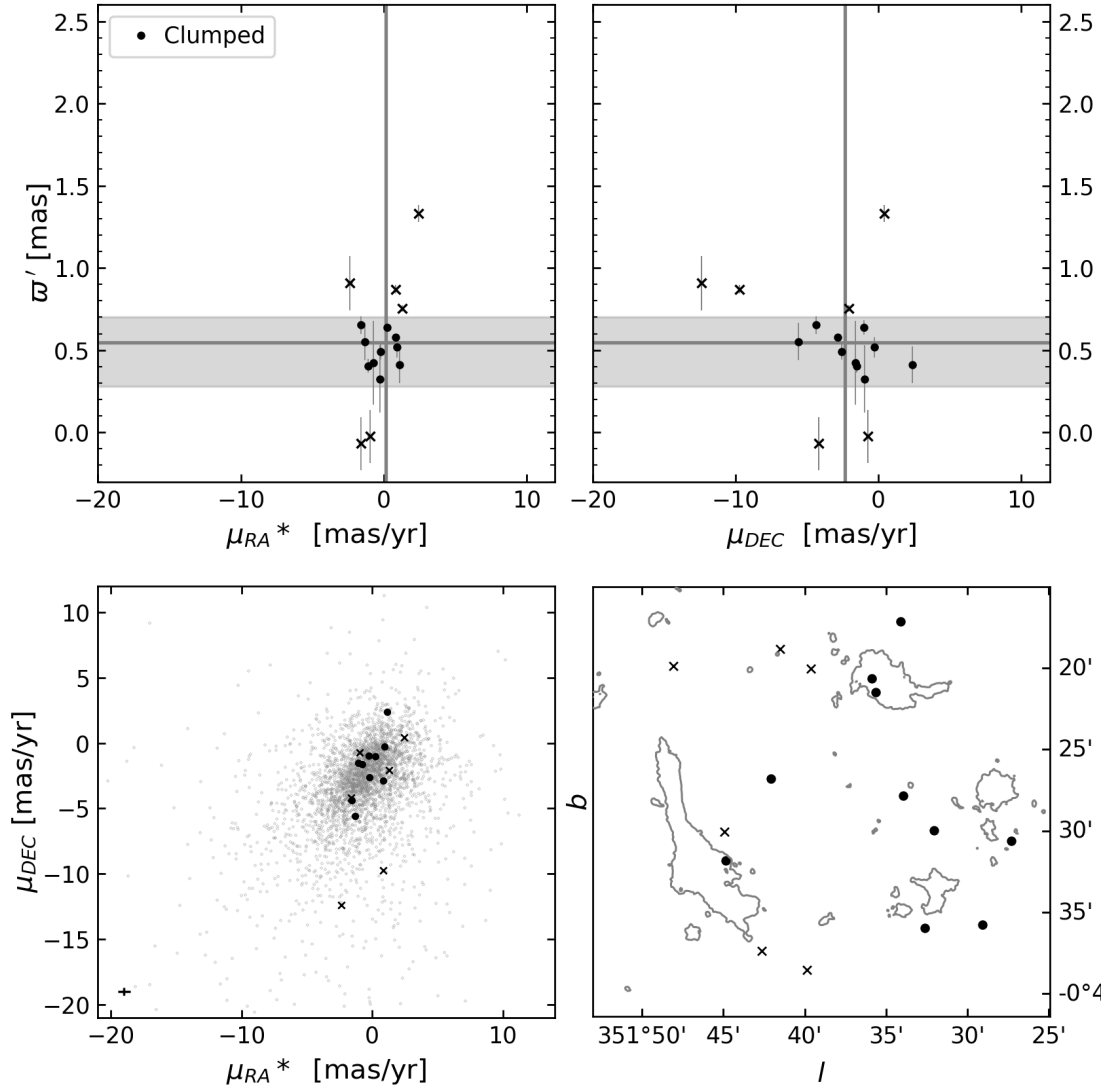 Clumped
2.5
2.0
1.5
1.0
0.5
0.0
ϖ′ [mas]
−20 −10 0 10
μRA* [mas/yr]
2.5
2.0
1.5
1.0
0.5
0.0
−20 −10 0 10
μDEC [mas/yr]
10
5
0
−5
−10
−15
−20
μDEC [mas/yr]
−20 −10 0 10
μRA* [mas/yr]
b
20'
25'
30'
35'
-0°4
351°50' 45' 40' 35' 30' 25'
l